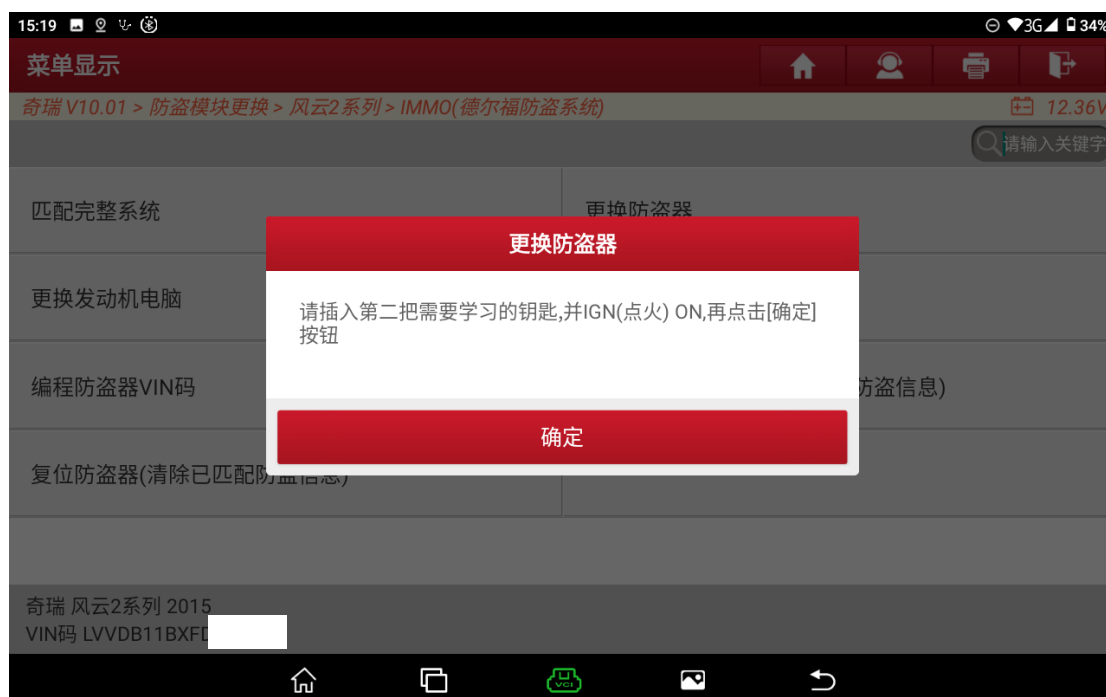 15:19
3G 34%
菜单显示
奇瑞 V10.01 > 防盗模块更换 > 风云2系列 > IMMO(德尔福防盗系统)
12.36V
请输入关键字
匹配完整系统
更换防盗器
更换防盗器
更换发动机电脑
请插入第二把需要学习的钥匙,并IGN(点火) ON,再点击[确定]
按钮
编程防盗器VIN码
防盗信息)
确定
复位防盗器(清除已匹配防盗信息)
奇瑞 风云2系列 2015
VIN码 LVVDB11BXF
VCI